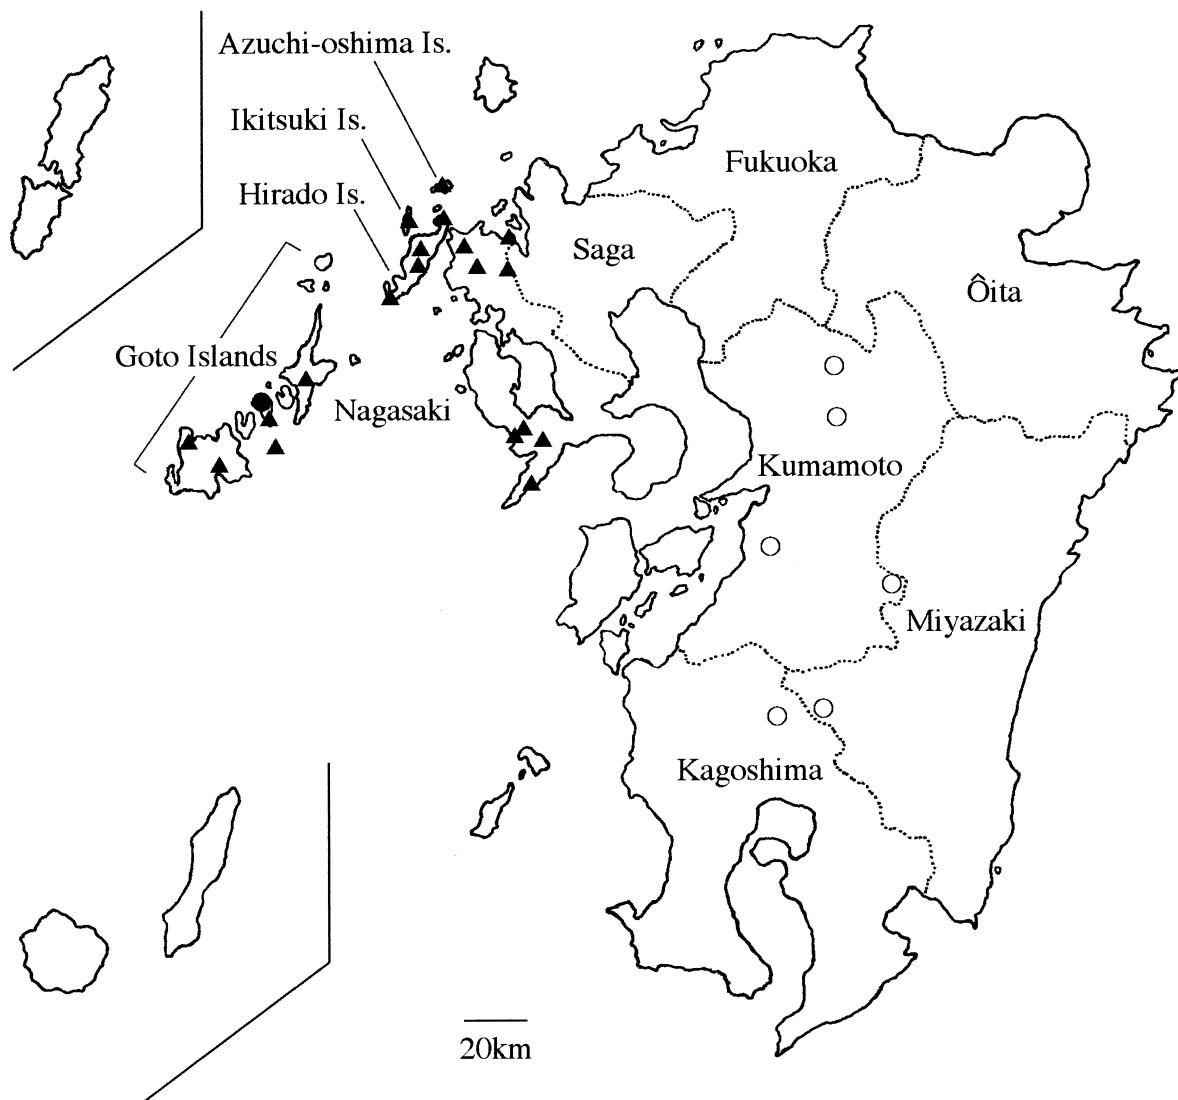 Azuchi-oshima Is.
Ikitsuki Is.
Fukuoka
Hirado Is.
Saga
Ôita
Goto Islands
Nagasaki
Kumamoto
Miyazaki
Kagoshima
20km